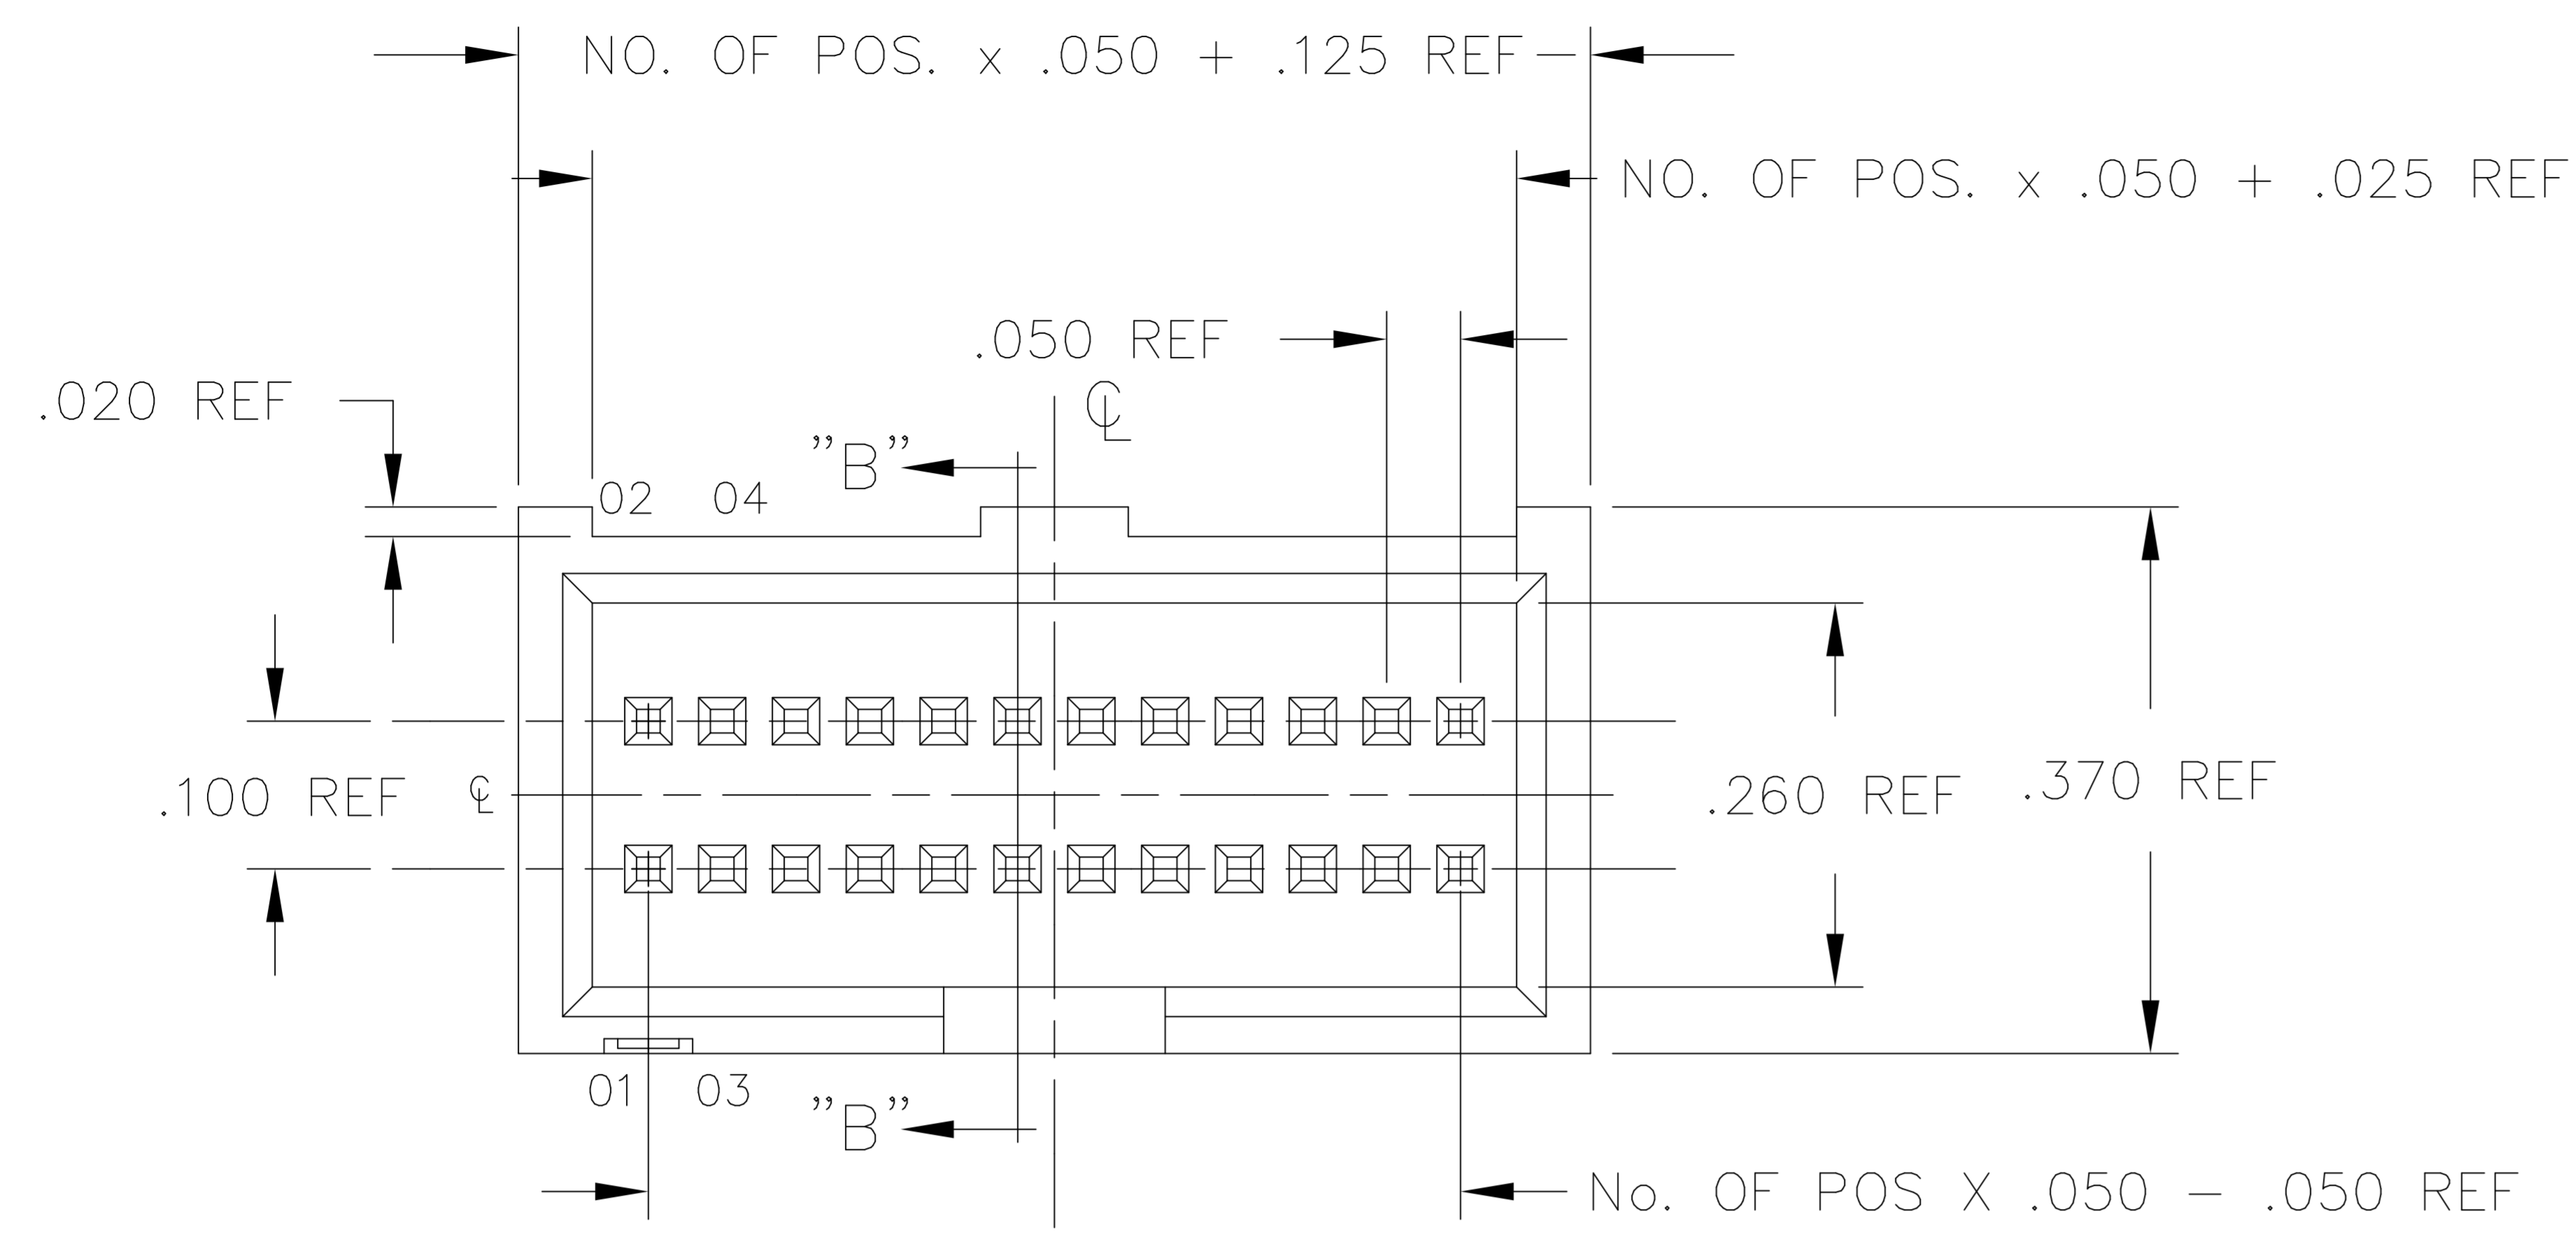 NO. OF POS. x .050 + .125 REF
NO. OF POS. x .050 + .025 REF
.050 REF
.020 REF
℄
”B”
02 04
.100 REF
℄
.260 REF
.370 REF
01 03
”B”
No. OF POS X .050 - .050 REF